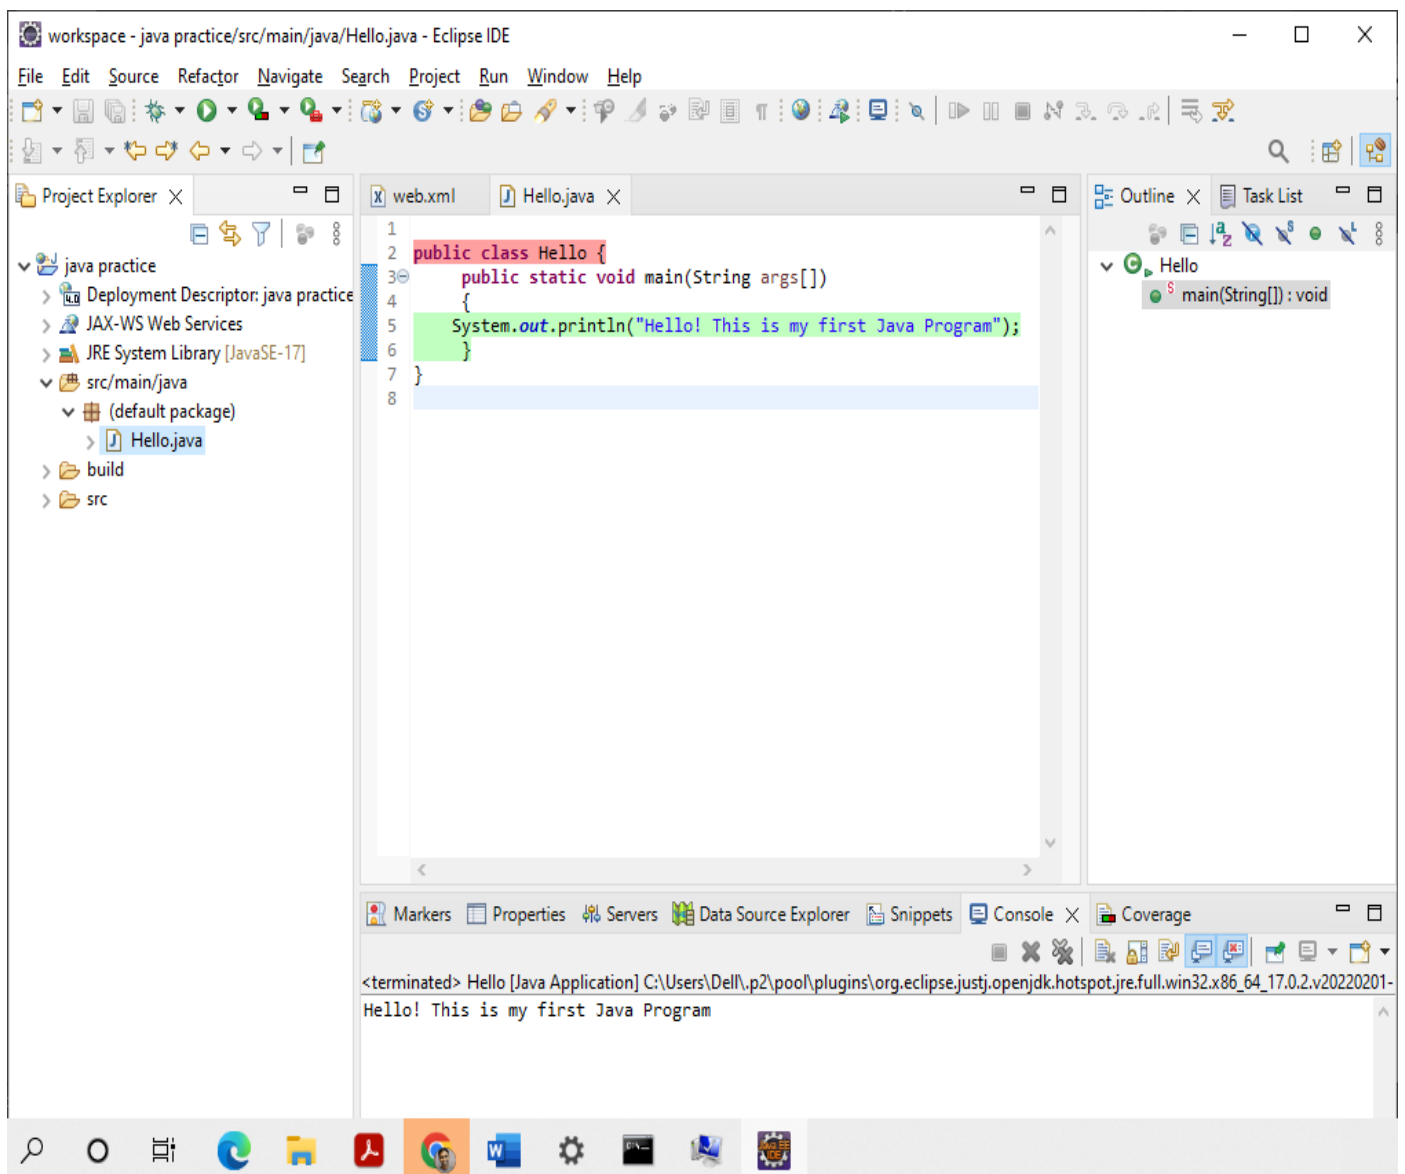 workspace - java practice/src/main/java/Hello.java - Eclipse IDE
File Edit Source Refactor Navigate Search Project Run Window Help
Project Explorer
java practice
Deployment Descriptor: java practice
JAX-WS Web Services
JRE System Library [JavaSE-17]
src/main/java
(default package)
Hello.java
build
src
web.xml Hello.java
1
2 public class Hello {
3 public static void main(String args[])
4 {
5 System.out.println("Hello! This is my first Java Program");
6 }
7 }
8
Outline Task List
Hello
main(String[]) : void
Markers Properties Servers Data Source Explorer Snippets Console Coverage
<terminated> Hello [Java Application] C:\Users\Dell\.p2\pool\plugins\org.eclipse.justj.openjdk.hotspot.jre.full.win32.x86_64_17.0.2.v20220201-
Hello! This is my first Java Program